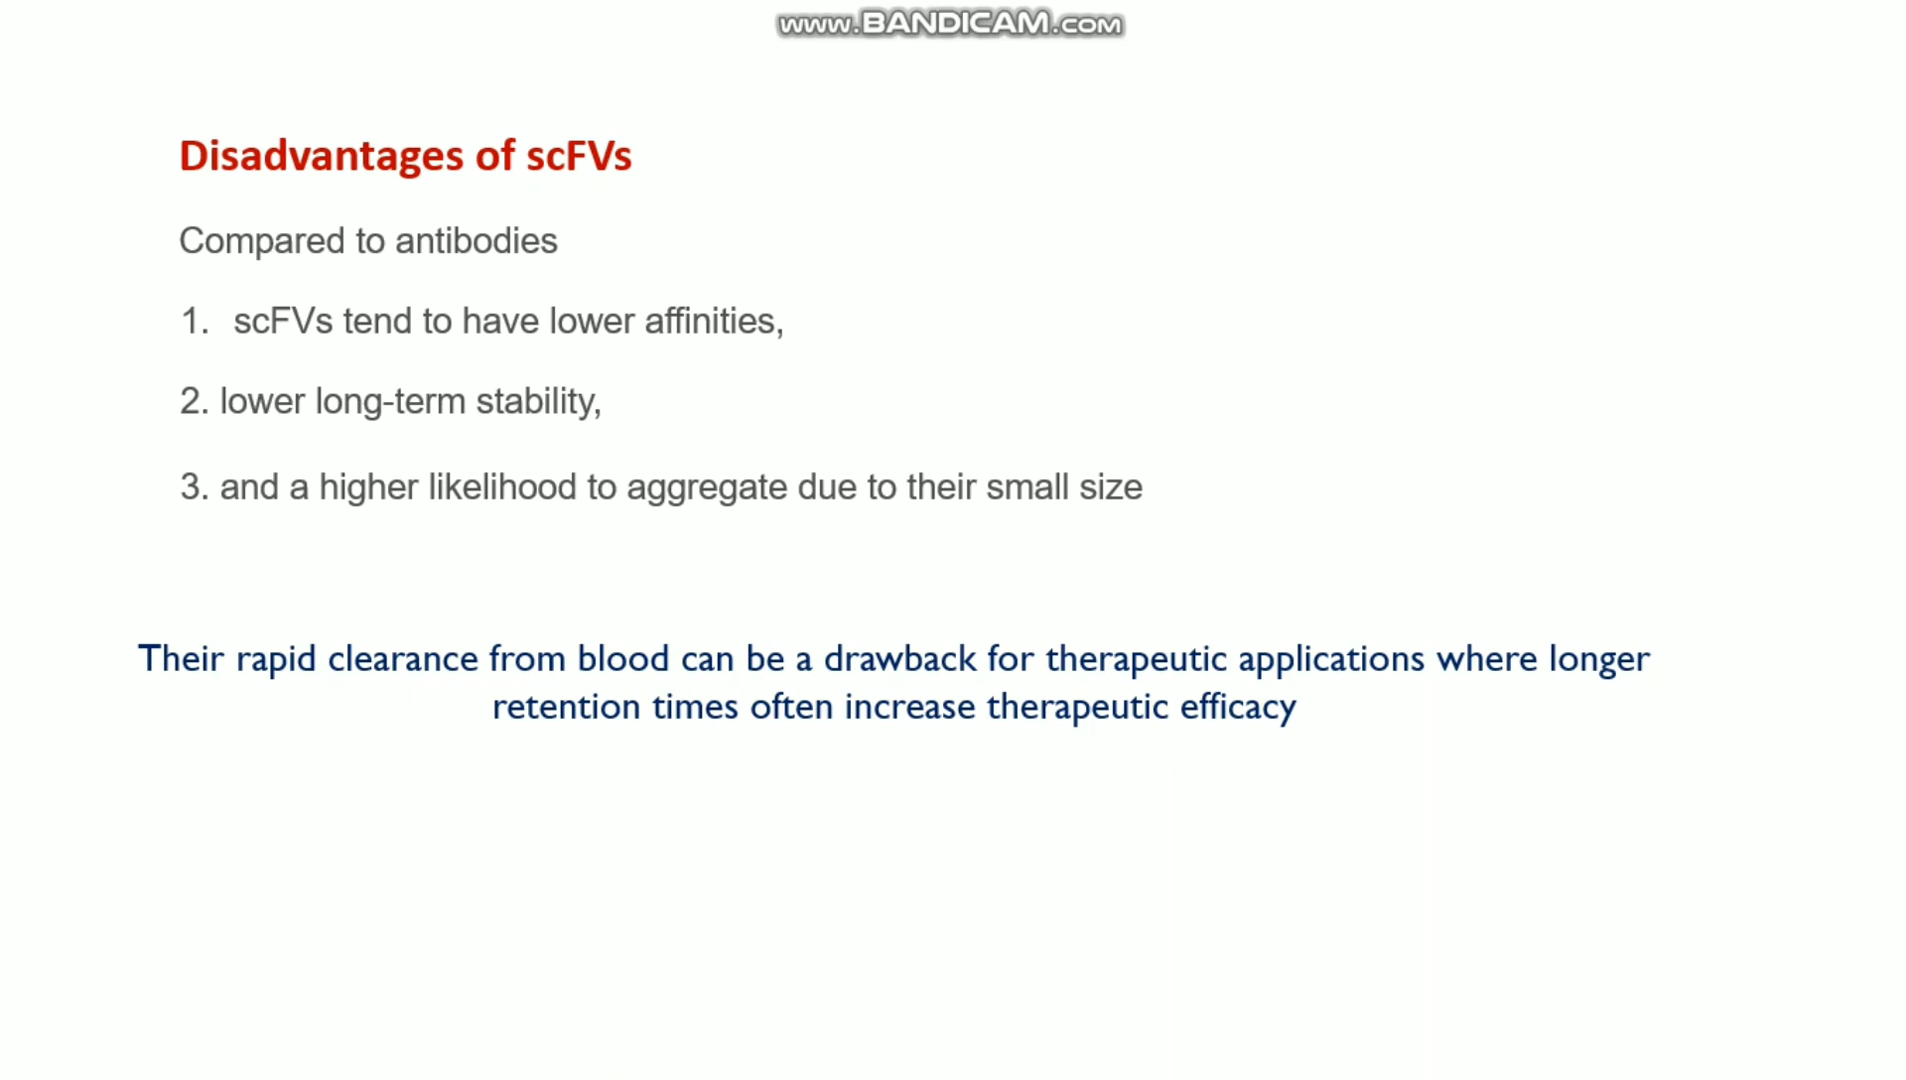 www.BANDICAM.com
Disadvantages of scFVs
Compared to antibodies
1. scFVs tend to have lower affinities,
2. lower long-term stability,
3. and a higher likelihood to aggregate due to their small size
Their rapid clearance from blood can be a drawback for therapeutic applications where longer
retention times often increase therapeutic efficacy